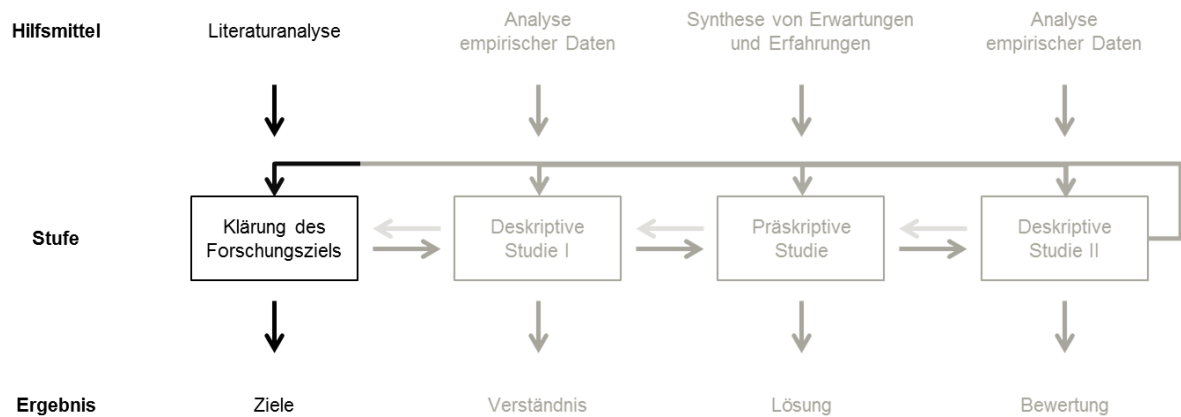 Hilfsmittel
Literaturanalyse
Analyse
empirischer Daten
Synthese von Erwartungen
und Erfahrungen
Analyse
empirischer Daten
Stufe
Klärung des
Forschungsziels
Deskriptive
Studie I
Präskriptive
Studie
Deskriptive
Studie II
Ergebnis
Ziele
Verständnis
Lösung
Bewertung